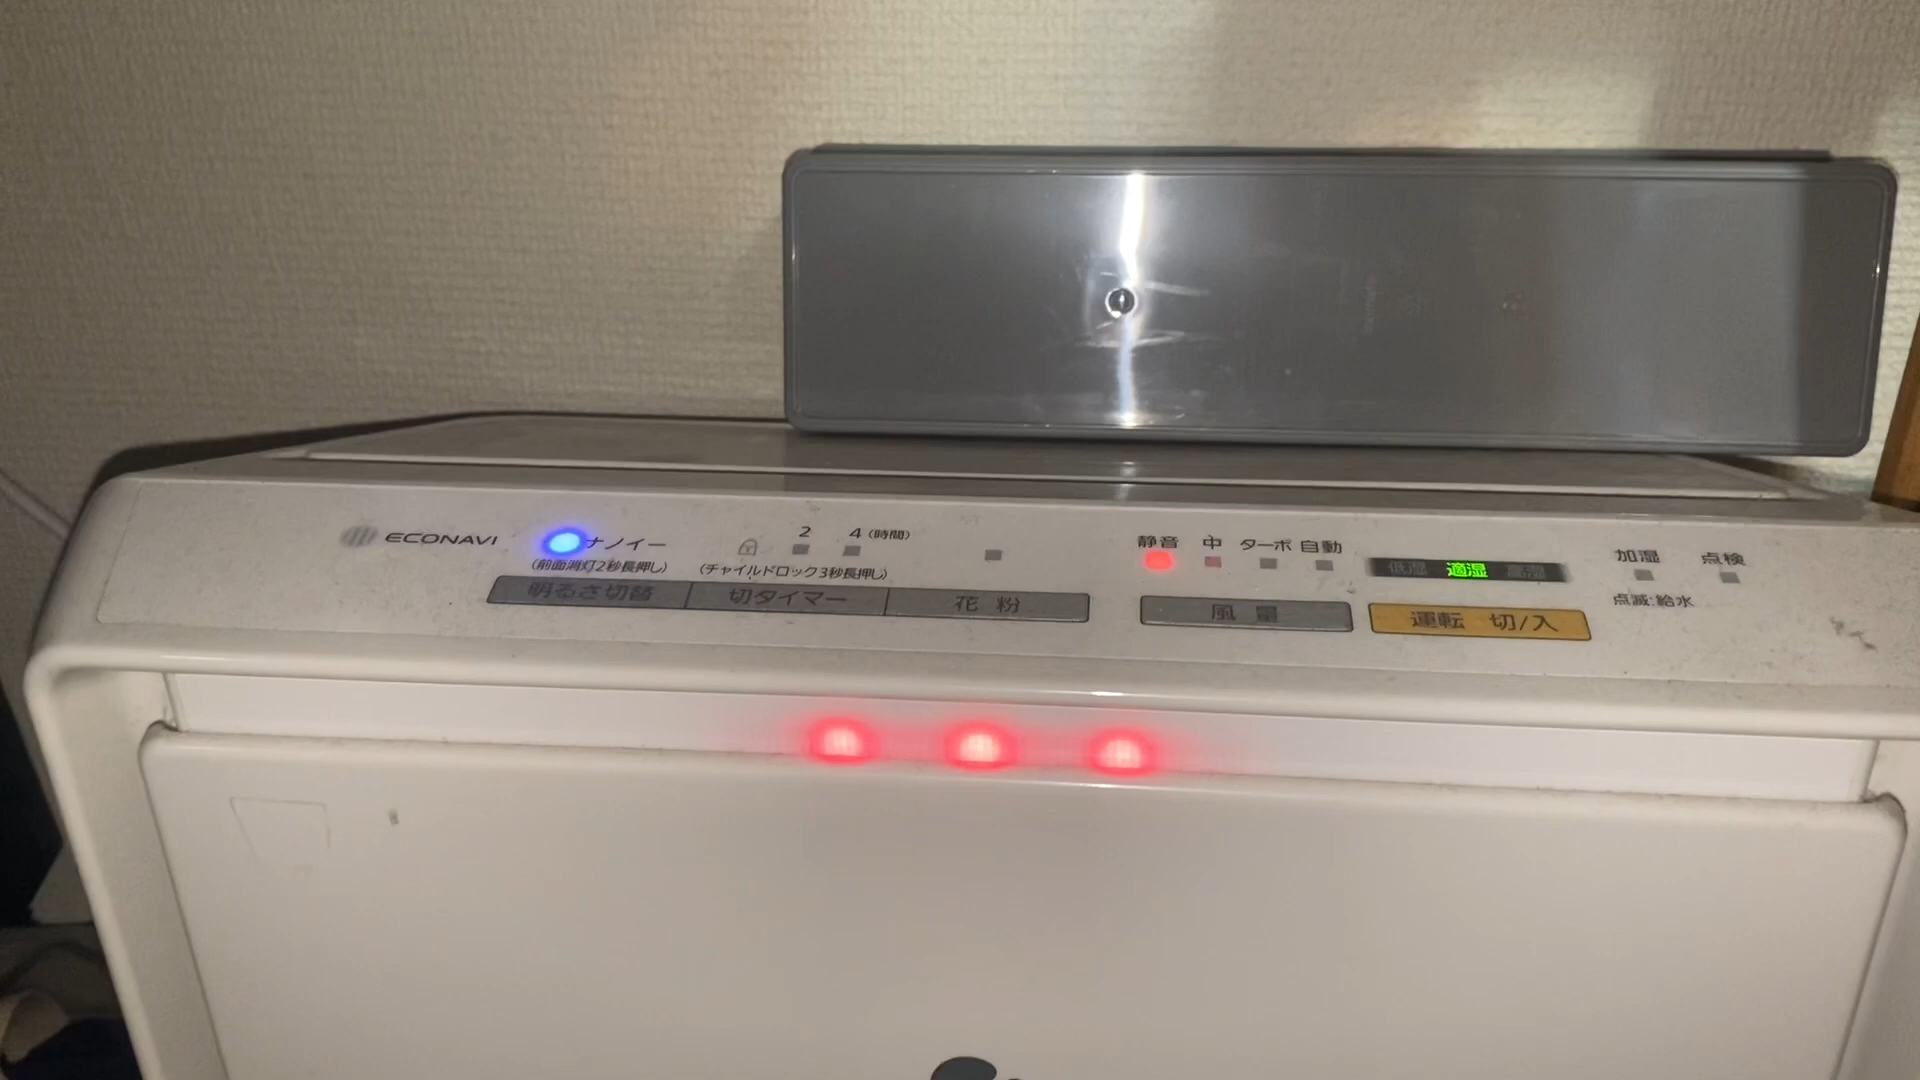 ECONAVI
ナノイー
(前面消灯2秒長押し)
明るさ切替
2 4(時間)
(チャイルドロック3秒長押し)
切タイマー
花粉
静音 中 ターボ 自動
風量
低湿 適湿 高湿
運転 切/入
加湿
点滅:給水
点検